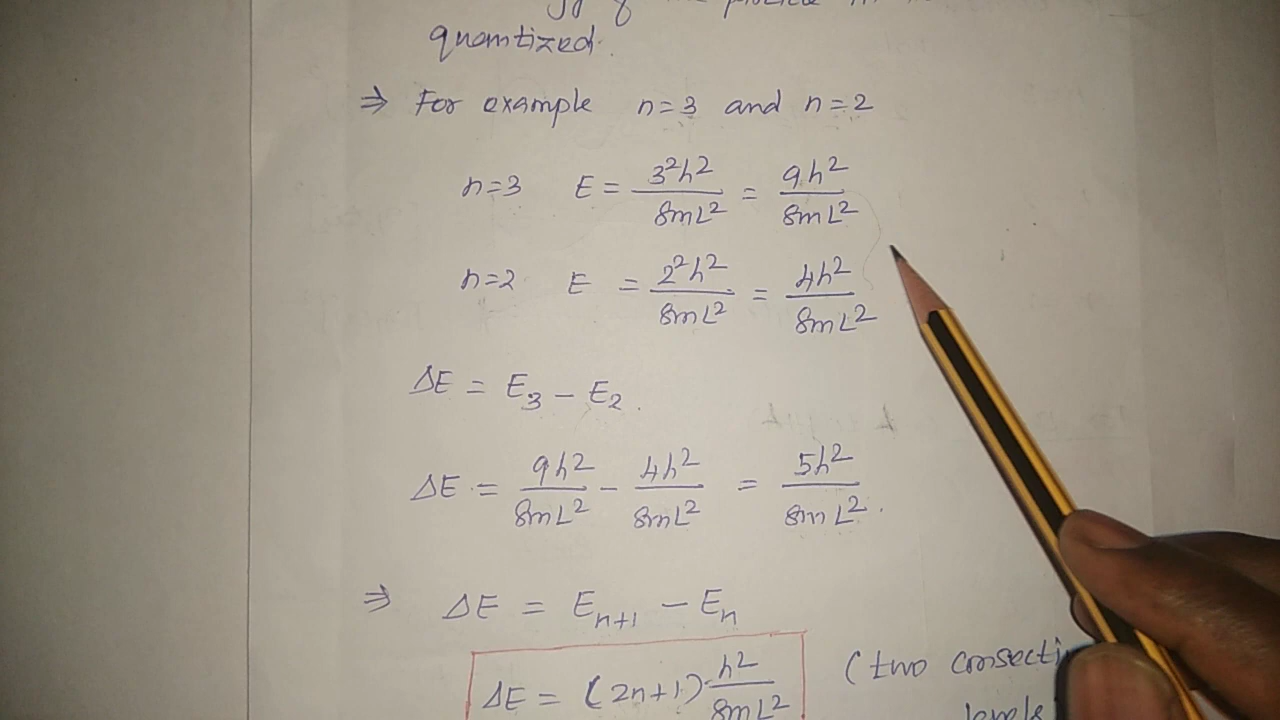 quantized.
⇒ For example n=3 and n=2
n=3 E = 3²h²/8mL² = 9h²/8mL²
n=2 E = 2²h²/8mL² = 4h²/8mL²
ΔE = E₃ − E₂.
ΔE = 9h²/8mL² − 4h²/8mL² = 5h²/8mL².
⇒ ΔE = Eₙ₊₁ − Eₙ
ΔE = (2n+1) h²/8mL² (two
levels